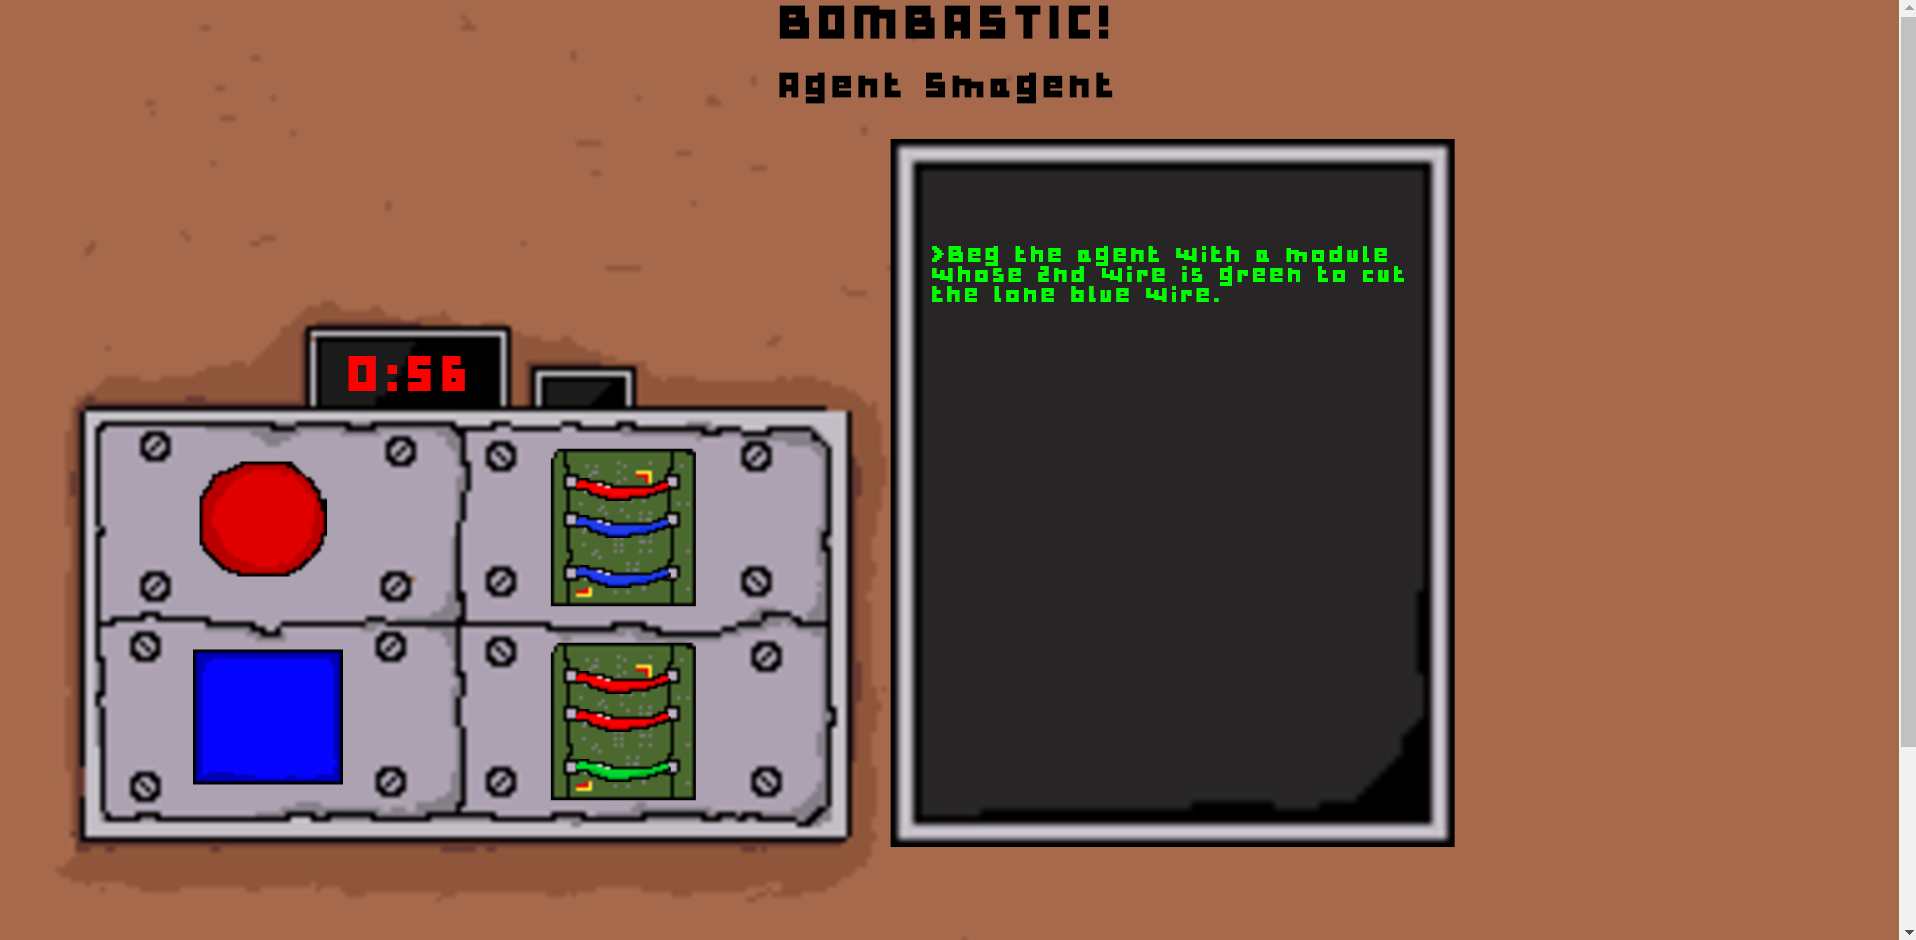 BOMBASTIC!
Agent Smagent
>Beg the agent with a module
whose 2nd wire is green to cut
the lone blue wire.
0:56